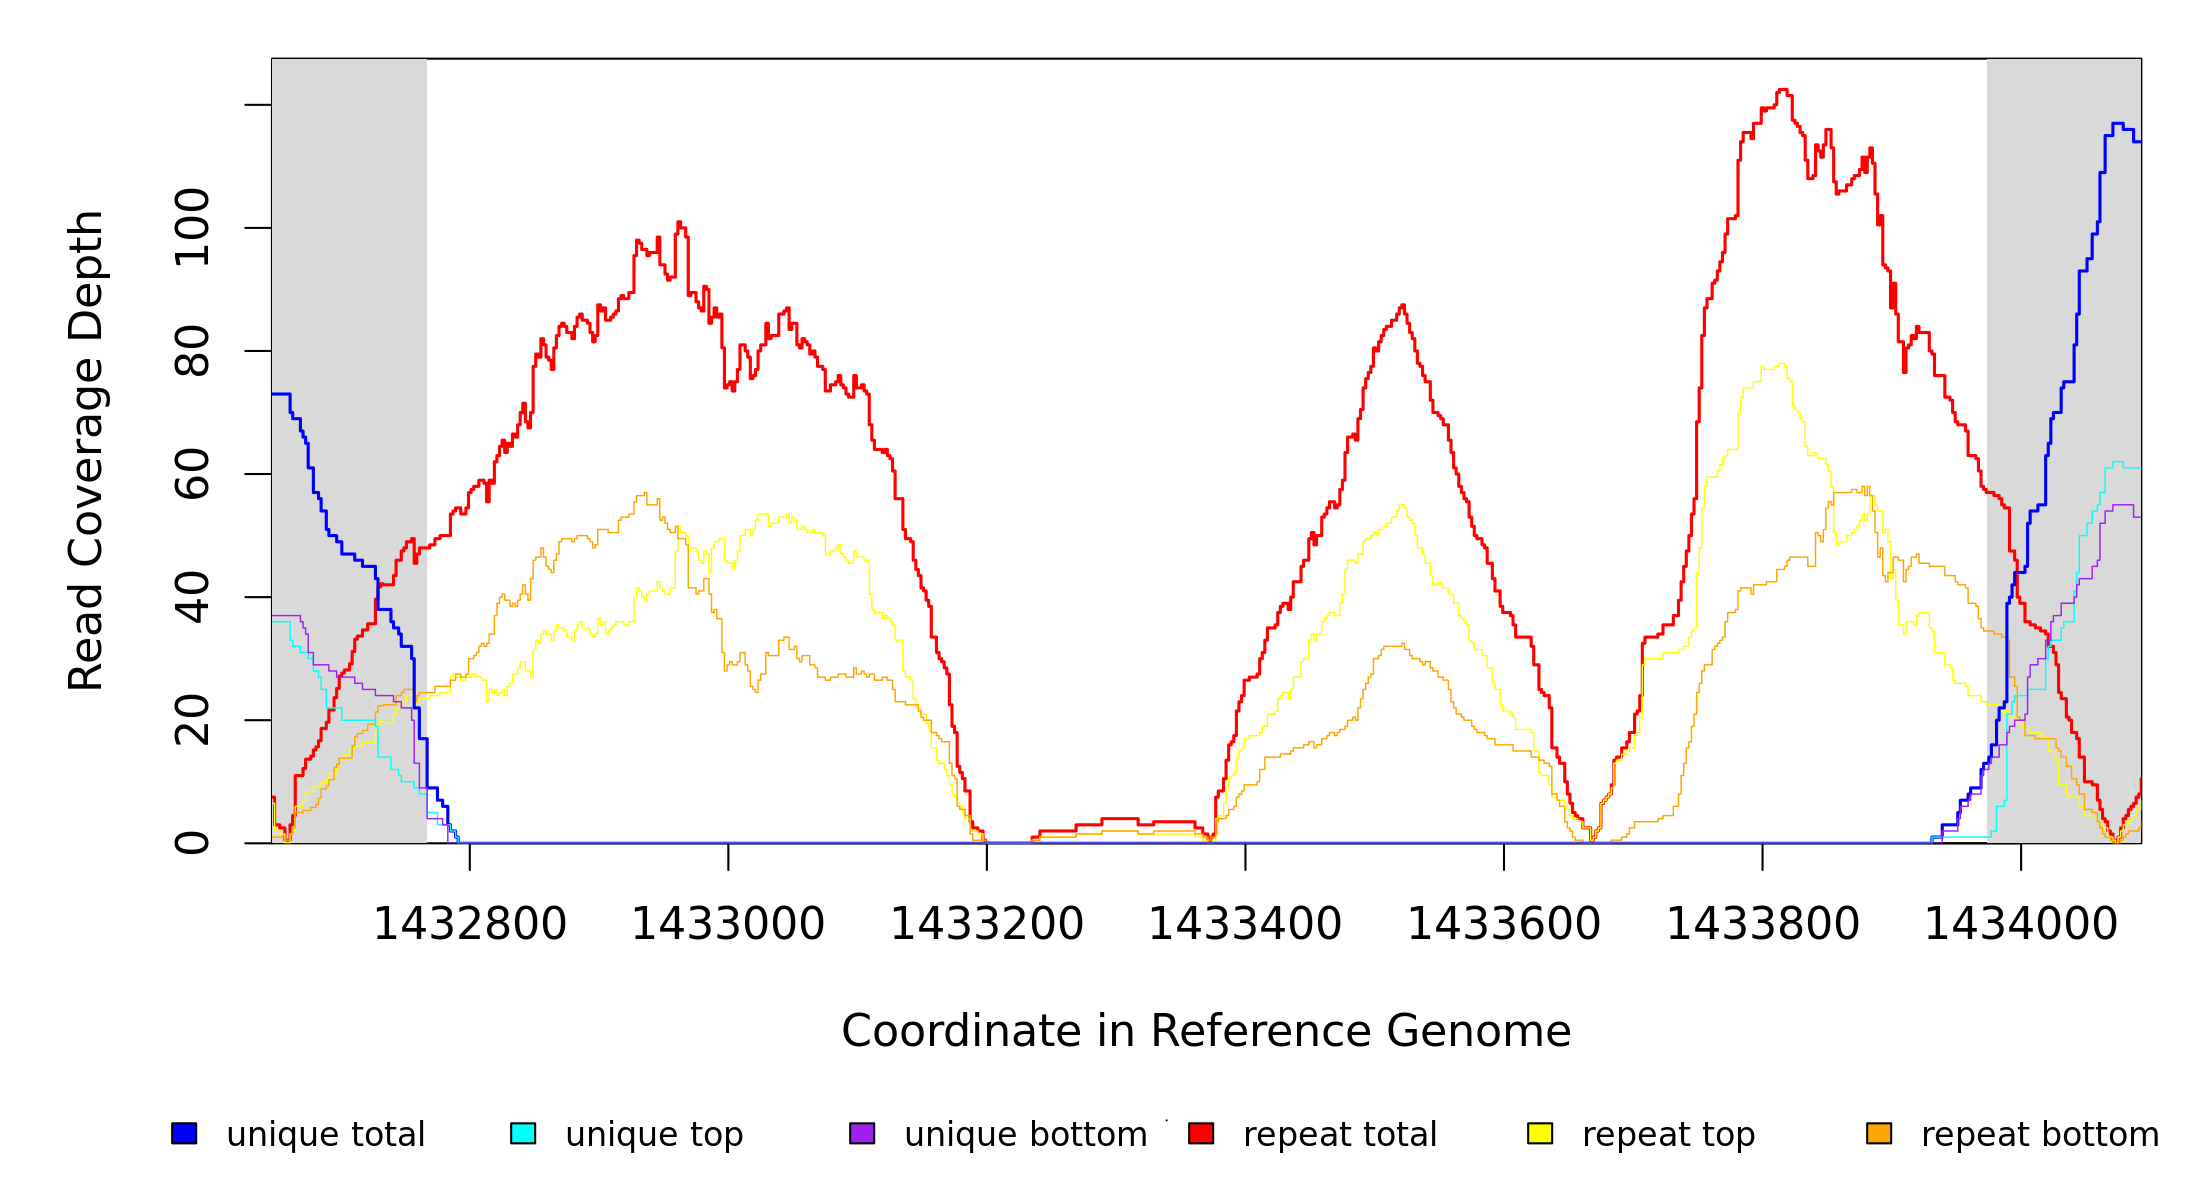 Read Coverage Depth
100
80
60
40
20
0
1432800 1433000 1433200 1433400 1433600 1433800 1434000
Coordinate in Reference Genome
unique total unique top unique bottom repeat total repeat top repeat bottom